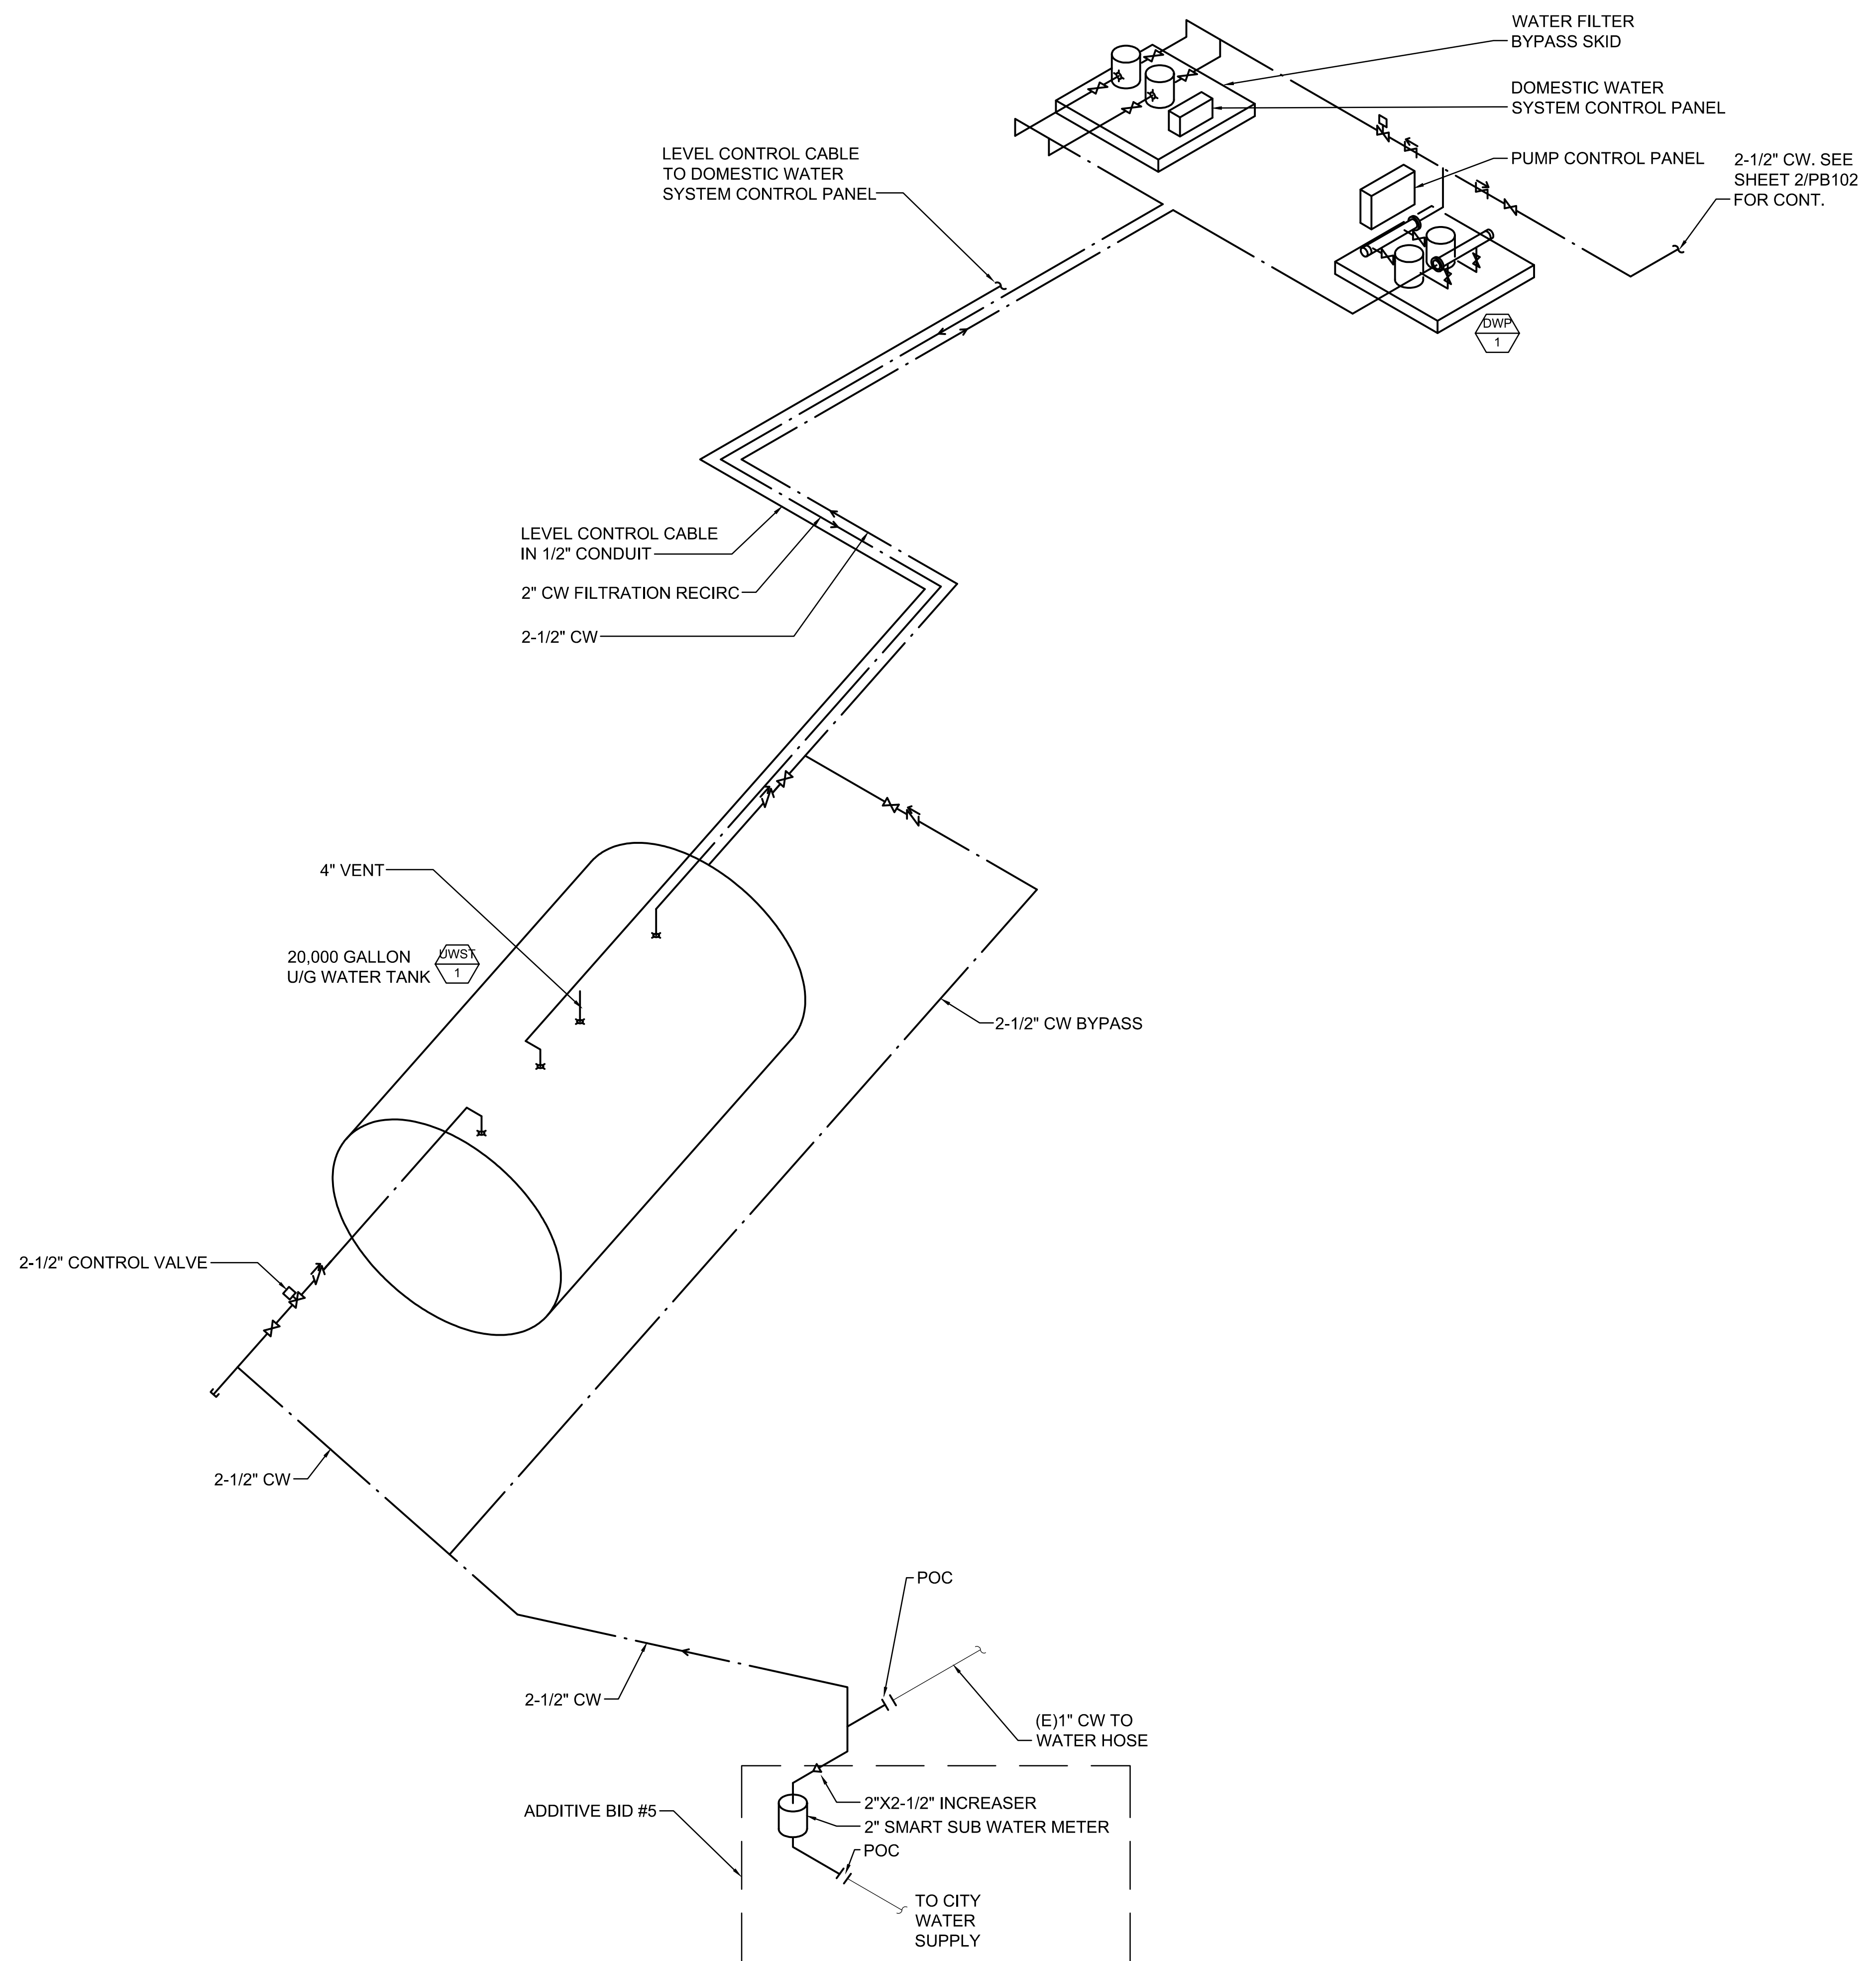 WATER FILTER
BYPASS SKID
DOMESTIC WATER
SYSTEM CONTROL PANEL
PUMP CONTROL PANEL
2-1/2" CW. SEE
SHEET 2/PB102
FOR CONT.
LEVEL CONTROL CABLE
TO DOMESTIC WATER
SYSTEM CONTROL PANEL
DWP
1
LEVEL CONTROL CABLE
IN 1/2" CONDUIT
2" CW FILTRATION RECIRC
2-1/2" CW
4" VENT
20,000 GALLON
U/G WATER TANK
UWST
1
2-1/2" CW BYPASS
2-1/2" CONTROL VALVE
2-1/2" CW
POC
2-1/2" CW
(E)1" CW TO
WATER HOSE
ADDITIVE BID #5
2"X2-1/2" INCREASER
2" SMART SUB WATER METER
POC
TO CITY
WATER
SUPPLY